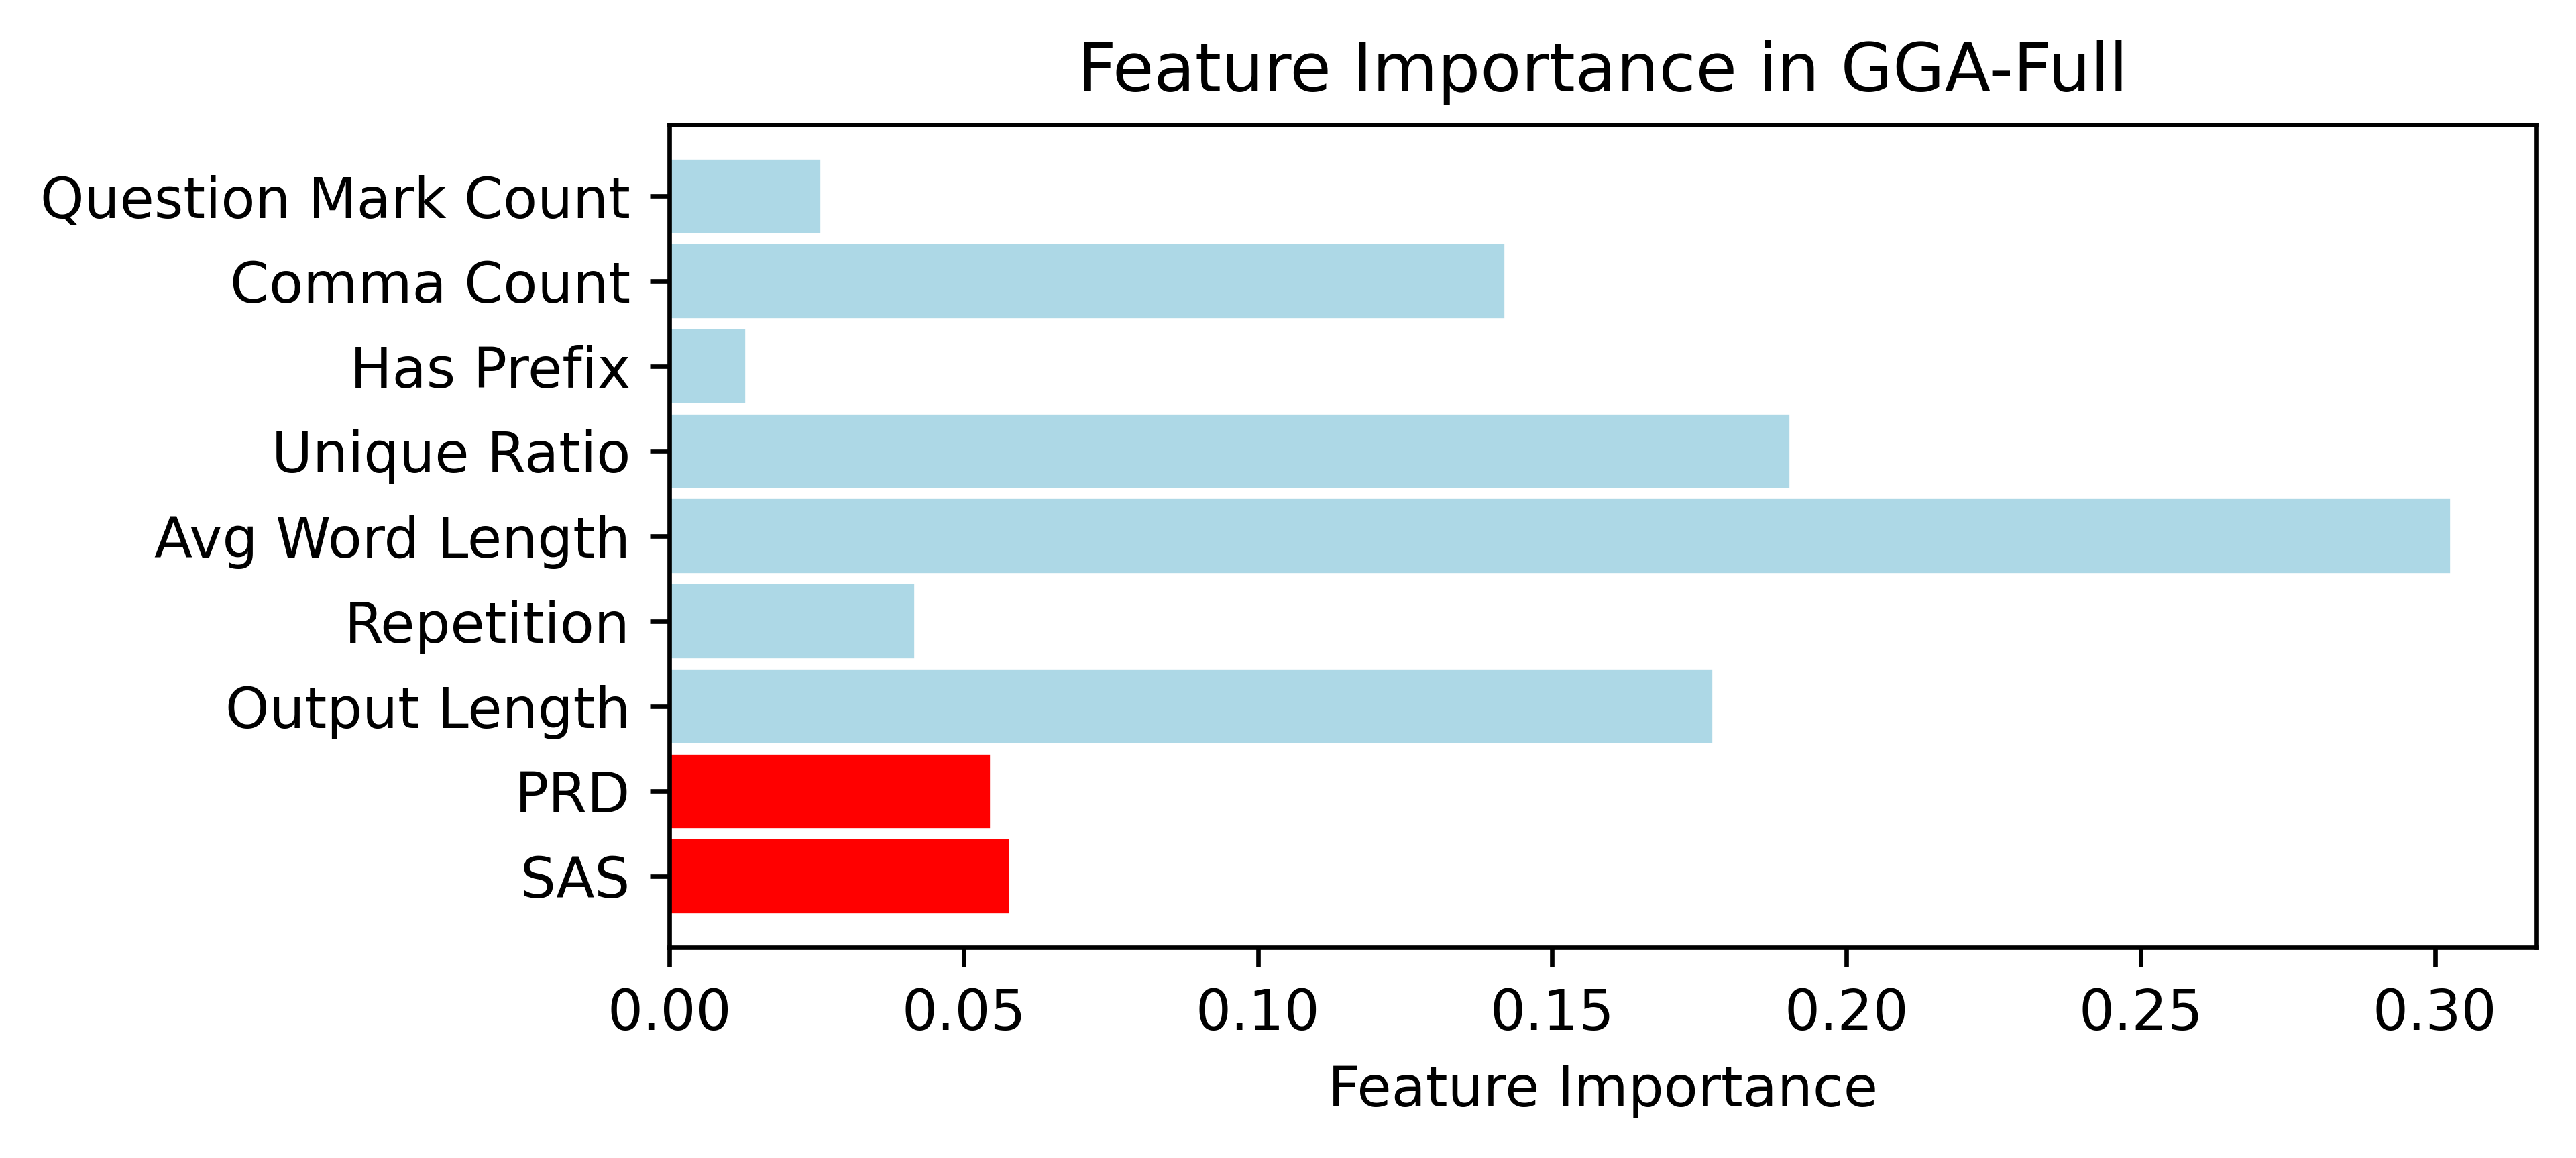 Feature Importance in GGA-Full
Question Mark Count
Comma Count
Has Prefix
Unique Ratio
Avg Word Length
Repetition
Output Length
PRD
SAS
0.00 0.05 0.10 0.15 0.20 0.25 0.30
Feature Importance